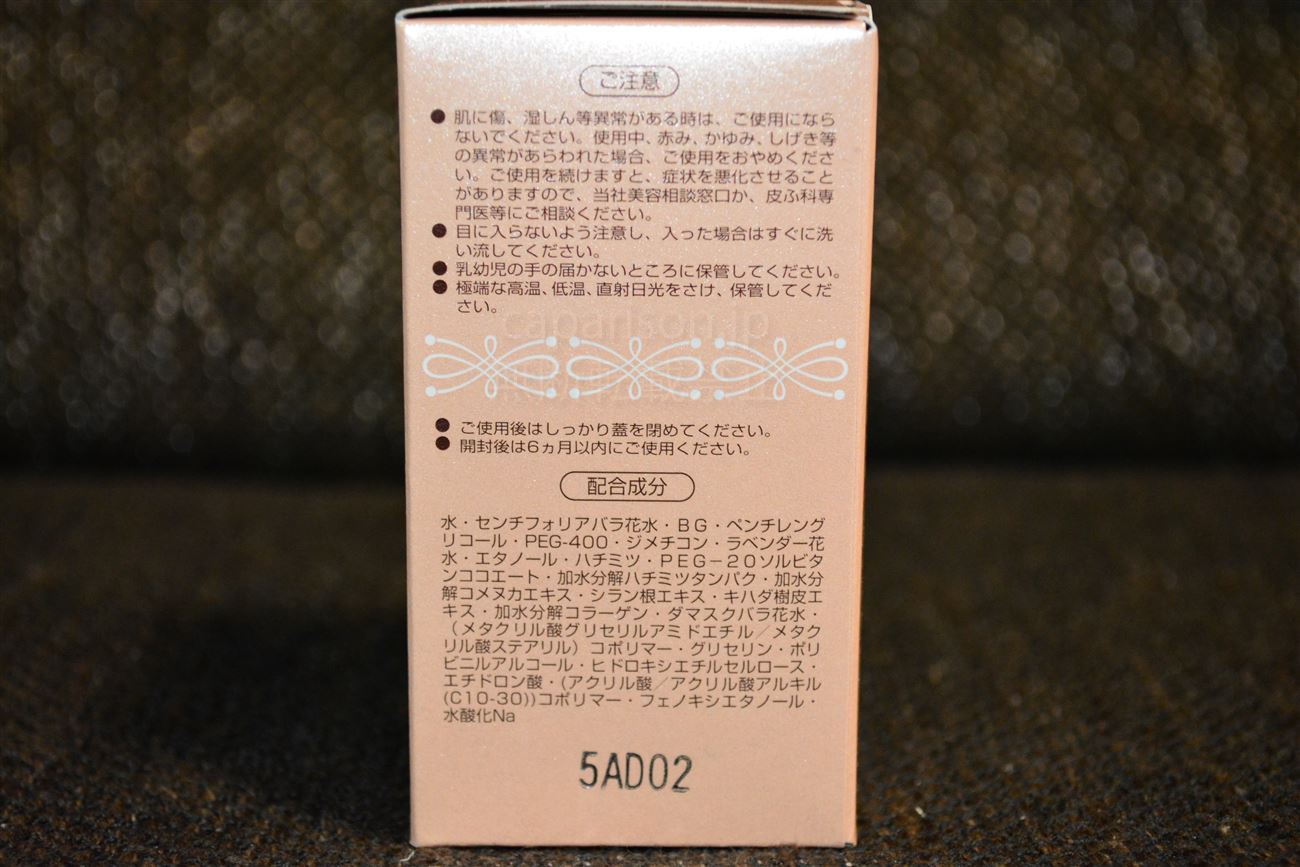 ご注意
● 肌に傷、湿しん等異常がある時は、ご使用になら
ないでください。使用中、赤み、かゆみ、しげき等
の異常があらわれた場合、ご使用をおやめくださ
い。ご使用を続けますと、症状を悪化させること
がありますので、当社美容相談窓口か、皮ふ科専
門医等にご相談ください。
● 目に入らないよう注意し、入った場合はすぐに洗
い流してください。
● 乳幼児の手の届かないところに保管してください。
● 極端な高温、低温、直射日光をさけ、保管してくだ
さい。
caparison.jp
● ご使用後はしっかり蓋を閉めてください。
● 開封後は6ヵ月以内にご使用ください。
配合成分
水・センチフォリアバラ花水・BG・ペンチレング
リコール・PEG-400・ジメチコン・ラベンダー花
水・エタノール・ハチミツ・PEG－20ソルビタ
ンココエート・加水分解ハチミツタンパク・加水分
解コメヌカエキス・シラン根エキス・キハダ樹皮エ
キス・加水分解コラーゲン・ダマスクバラ花水・
（メタクリル酸グリセリルアミドエチル／メタク
リル酸ステアリル）コポリマー・グリセリン・ポリ
ビニルアルコール・ヒドロキシエチルセルロース・
エチドロン酸・(アクリル酸／アクリル酸アルキル
(C10-30))コポリマー・フェノキシエタノール・
水酸化Na
5AD02